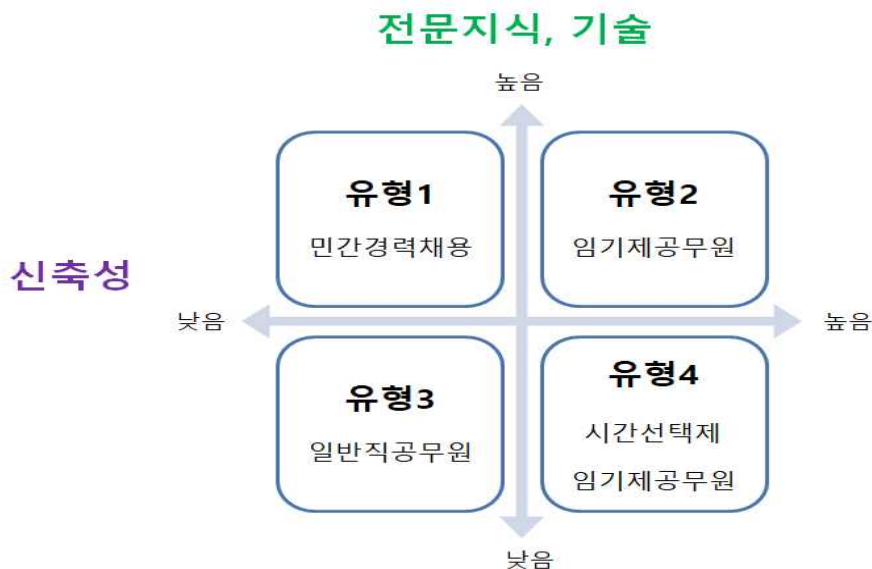 전문지식, 기술
높음
유형1
민간경력채용
유형2
임기제공무원
신축성
낮음
높음
유형3
일반직공무원
유형4
시간선택제
임기제공무원
낮음